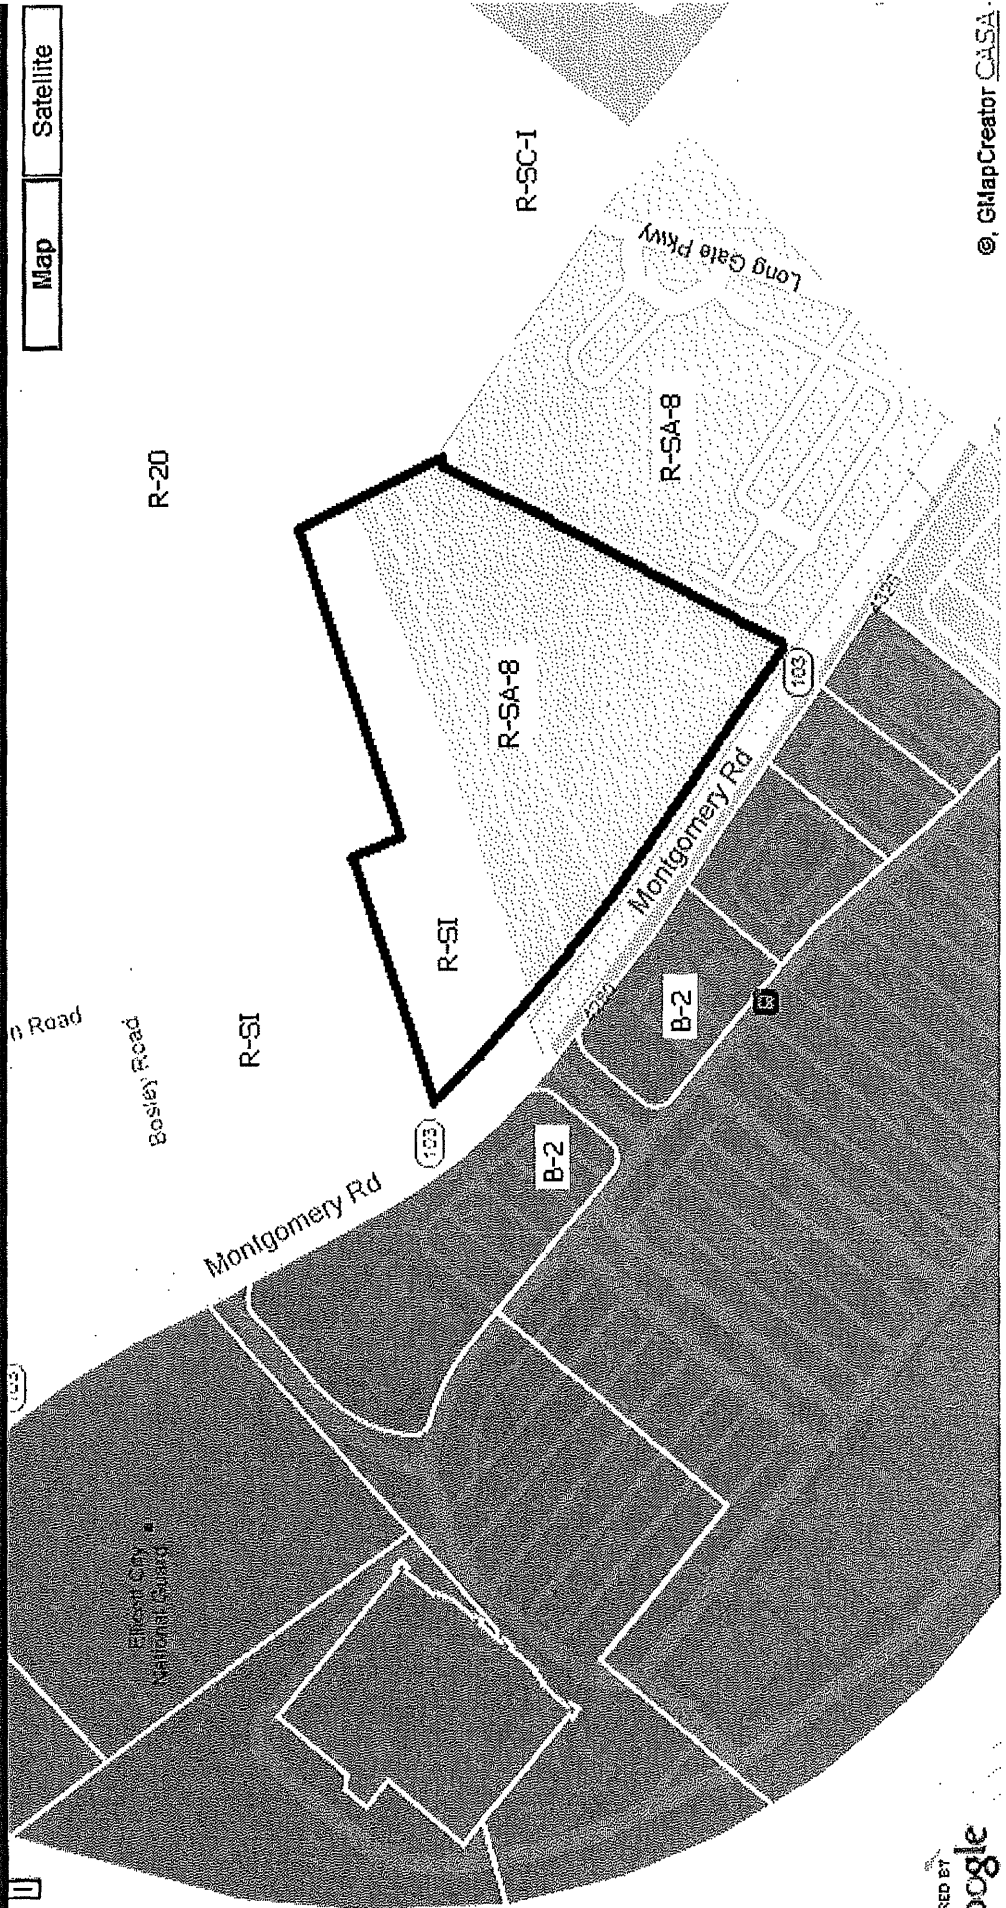 Map
Satellite
R-20
R-SC-I
Long Gate Pkwy
R-SA-8
R-SA-8
R-SI
R-SI
Road
Bosley Road
103
Montgomery Rd
Montgomery Rd
103
103
B-2
B-2
Ellicott City
National Guard
©, GMapCreator CASA